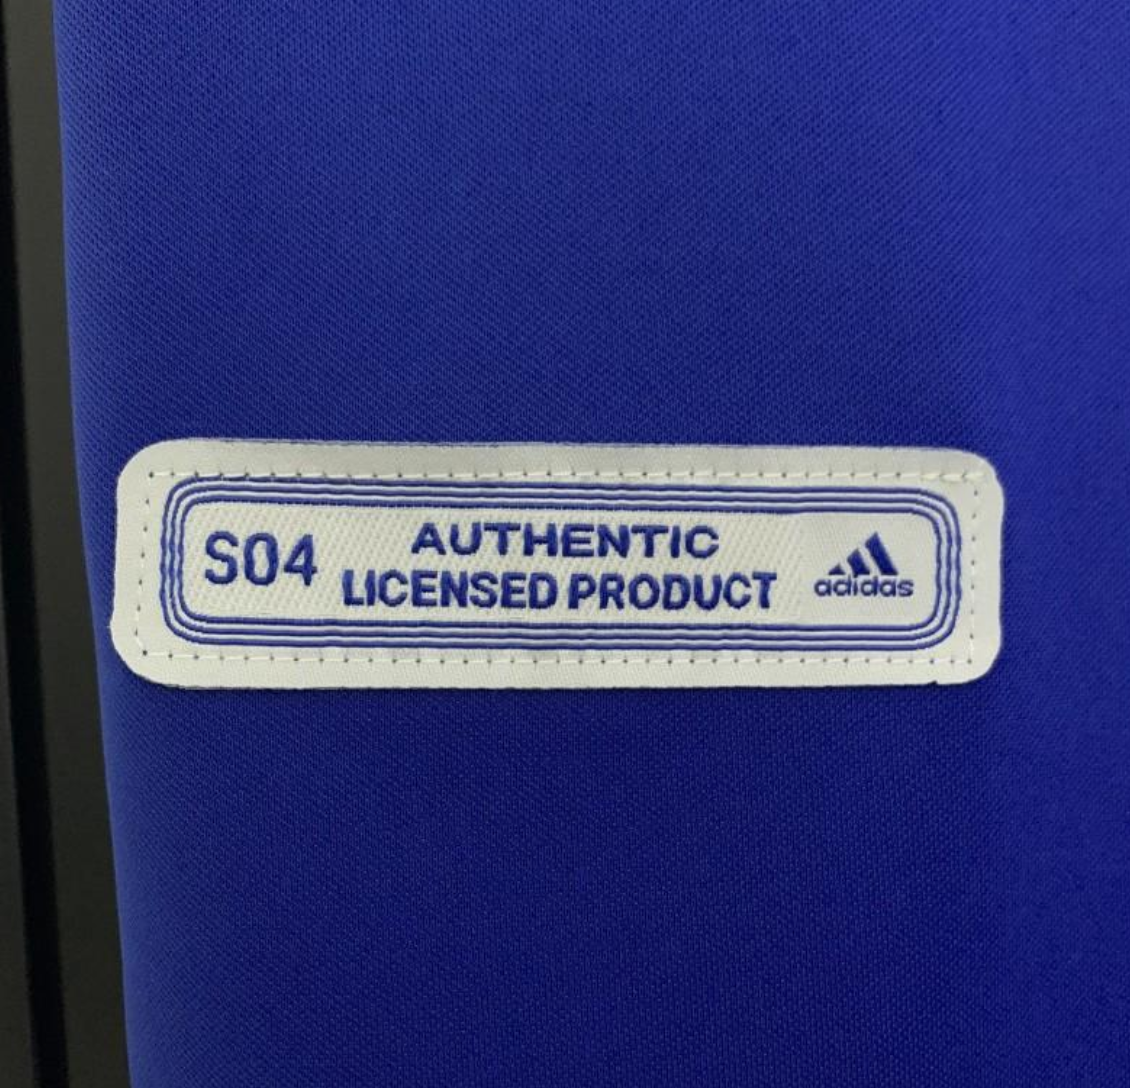 S04
AUTHENTIC
LICENSED PRODUCT
adidas